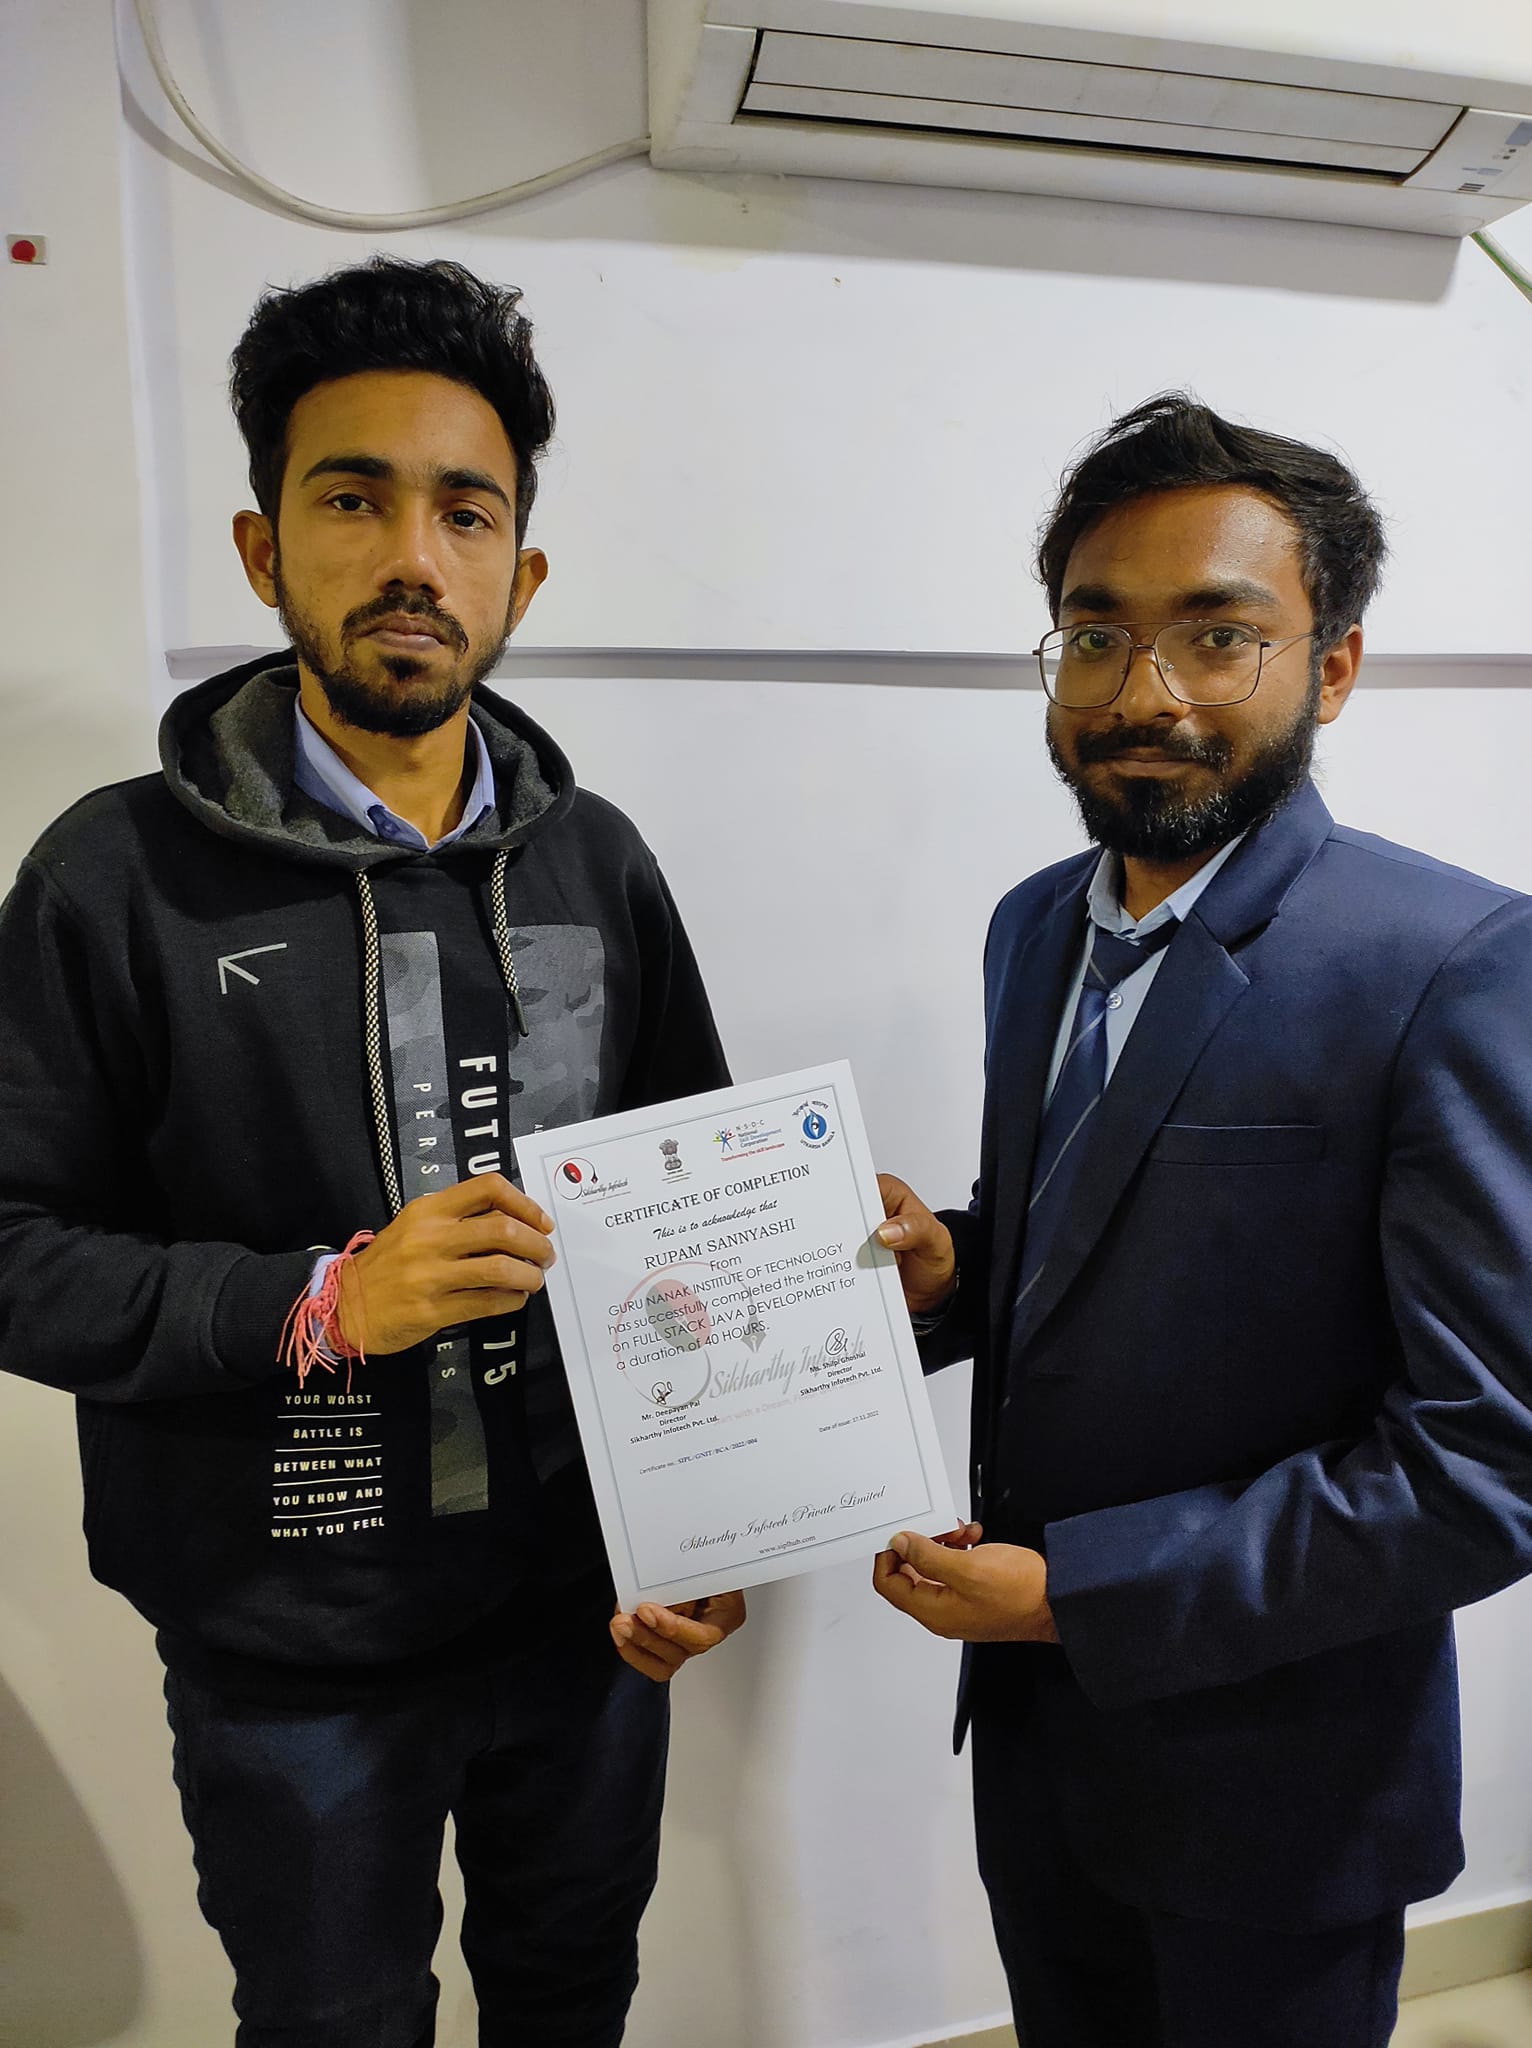 FUTU
PERS
ES
75
YOUR WORST
BATTLE IS
BETWEEN WHAT
YOU KNOW AND
WHAT YOU FEEL
Sikharthy Infotech
N·S·D·C
National
Skill Development
Corporation
Transforming the skill landscape
উৎকর্ষ বাংলা
UTKARSH BANGLA
CERTIFICATE OF COMPLETION
This is to acknowledge that
RUPAM SANNYASHI
From
GURU NANAK INSTITUTE OF TECHNOLOGY
has successfully completed the training
on FULL STACK JAVA DEVELOPMENT for
a duration of 40 HOURS.
Sikharthy Infotech
Start with a Dream,
Mr. Deepayan Pal
Director
Sikharthy Infotech Pvt. Ltd.
Ms. Shilpi Ghoshal
Director
Sikharthy Infotech Pvt. Ltd.
Certificate no.: SIPL/GNIT/BCA/2022/004
Date of issue: 17.11.2022
Sikharthy Infotech Private Limited
www.siplhub.com